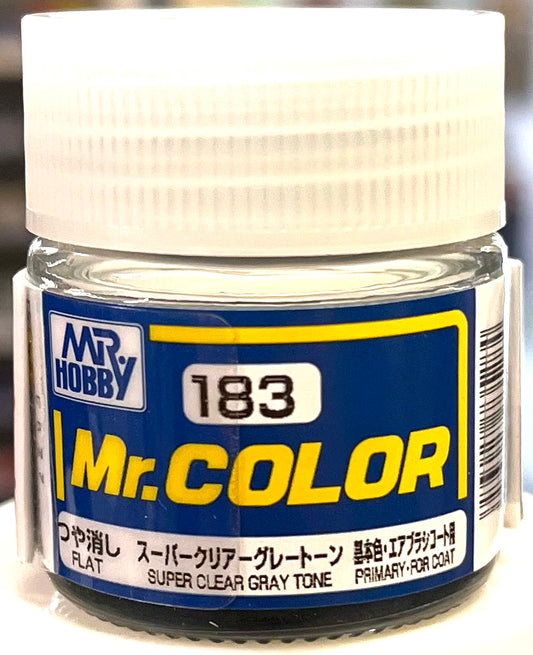 MR.
HOBBY
183
Mr.COLOR
つや消し スーパークリアーグレートーン 基本色・エアブラシコート用
FLAT SUPER CLEAR GRAY TONE PRIMARY・FOR COAT